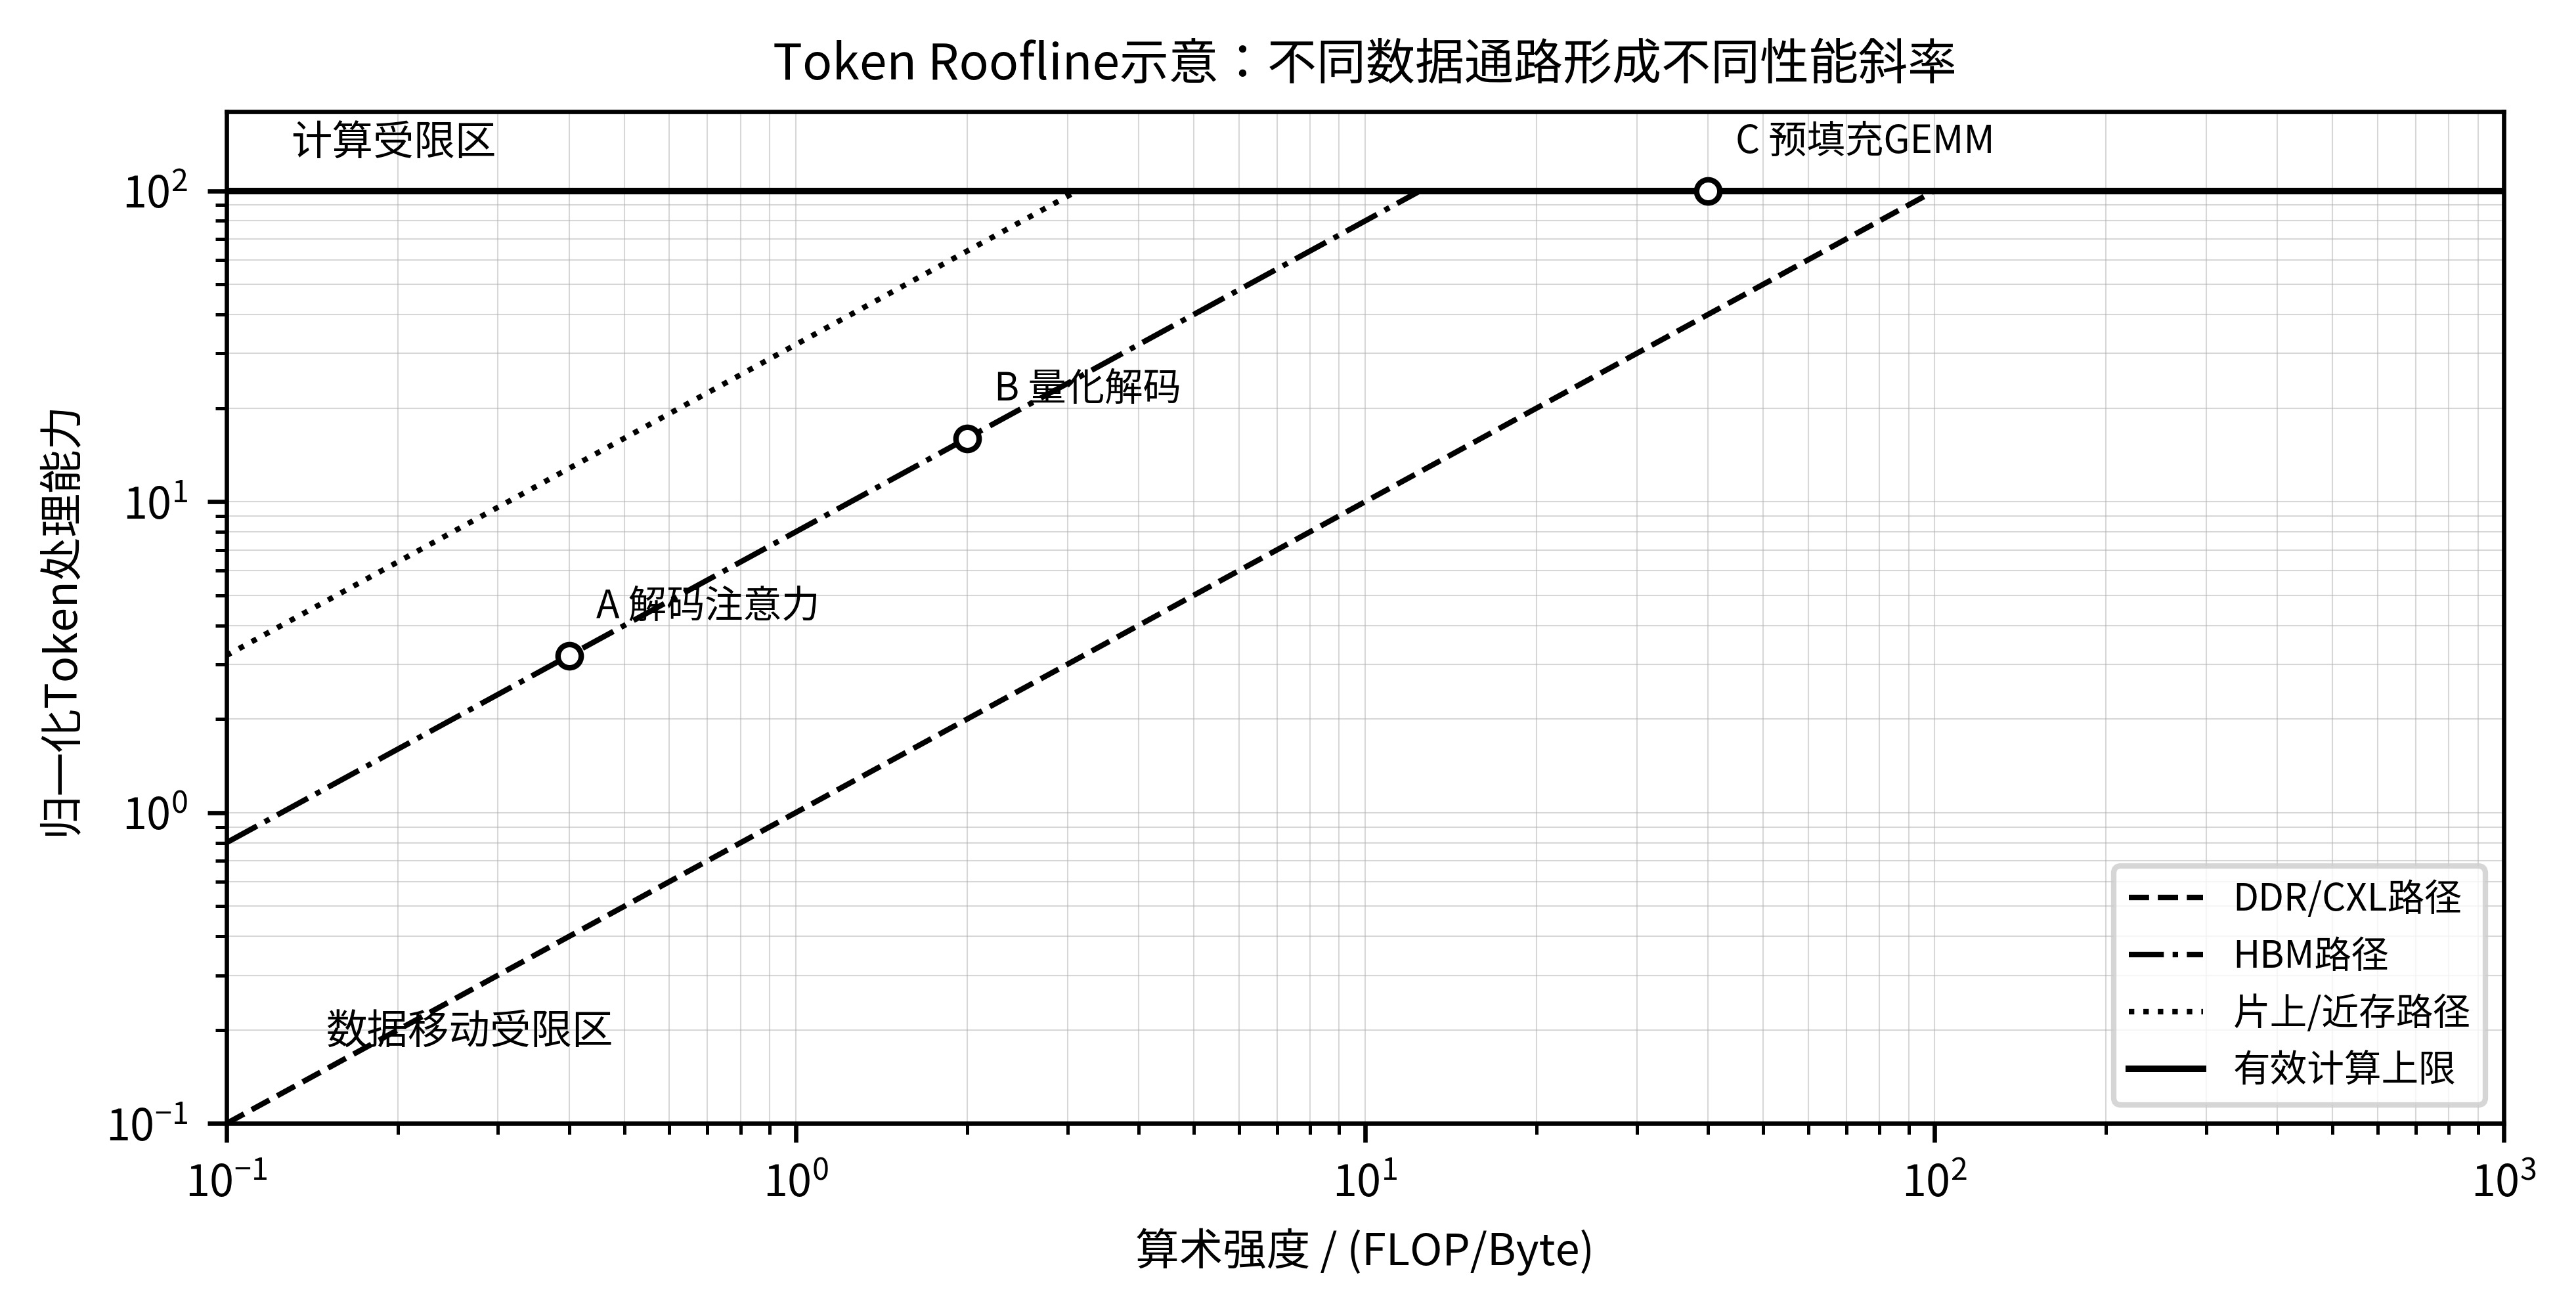 Token Roofline示意：不同数据通路形成不同性能斜率
计算受限区
C 预填充GEMM
B 量化解码
A 解码注意力
数据移动受限区
归一化Token处理能力
10²
10¹
10⁰
10⁻¹
DDR/CXL路径
HBM路径
片上/近存路径
有效计算上限
10⁻¹ 10⁰ 10¹ 10² 10³
算术强度 / (FLOP/Byte)